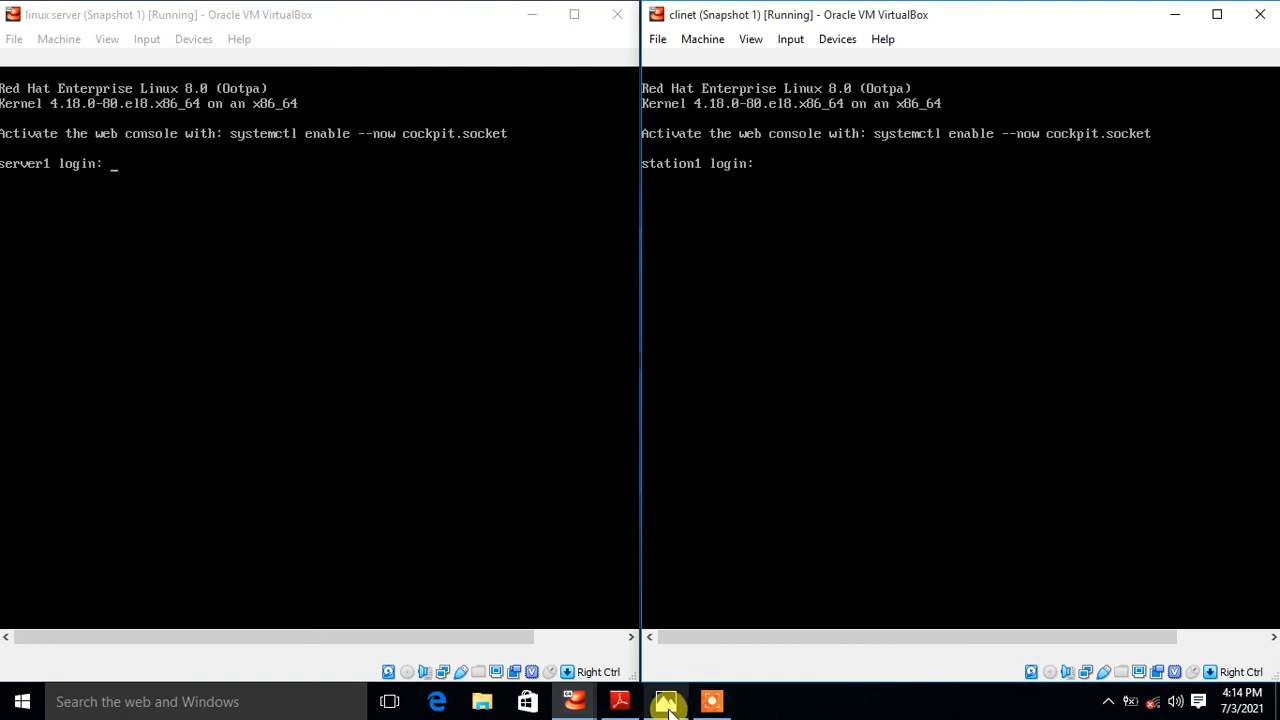 linux server (Snapshot 1) [Running] - Oracle VM VirtualBox
File Machine View Input Devices Help
Red Hat Enterprise Linux 8.0 (Ootpa)
Kernel 4.18.0-80.el8.x86_64 on an x86_64
Activate the web console with: systemctl enable --now cockpit.socket
server1 login: _
Right Ctrl
clinet (Snapshot 1) [Running] - Oracle VM VirtualBox
File Machine View Input Devices Help
Red Hat Enterprise Linux 8.0 (Ootpa)
Kernel 4.18.0-80.el8.x86_64 on an x86_64
Activate the web console with: systemctl enable --now cockpit.socket
station1 login:
Right Ctrl
Search the web and Windows
4:14 PM
7/3/2021